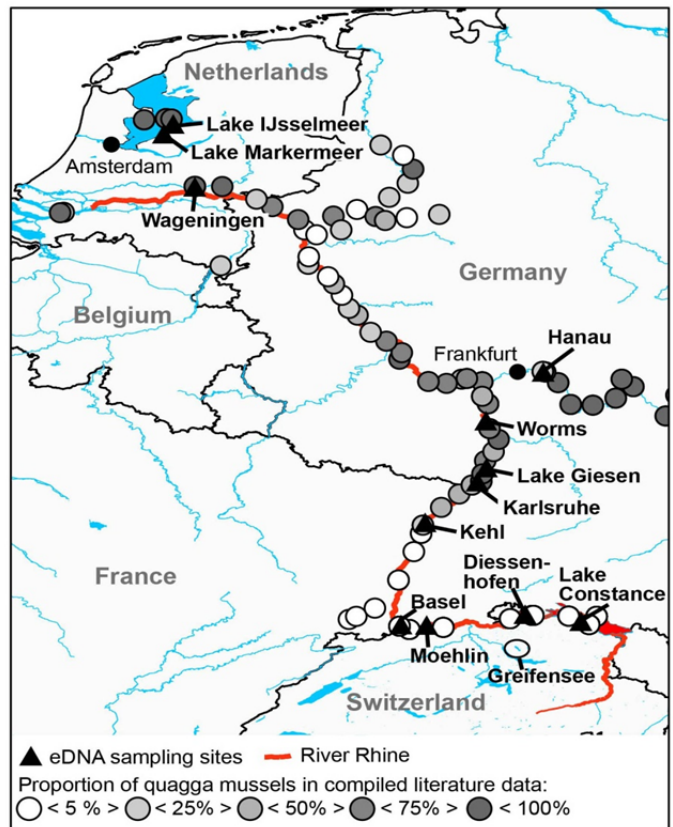 Netherlands
Lake IJsselmeer
Lake Markermeer
Amsterdam
Wageningen
Germany
Belgium
Frankfurt
Hanau
Worms
Lake Giesen
Karlsruhe
Kehl
France
Diessen-
hofen
Lake
Constance
Basel
Moehlin
Greifensee
Switzerland
eDNA sampling sites
River Rhine
Proportion of quagga mussels in compiled literature data:
< 5 % > < 25% > < 50% > < 75% > < 100%